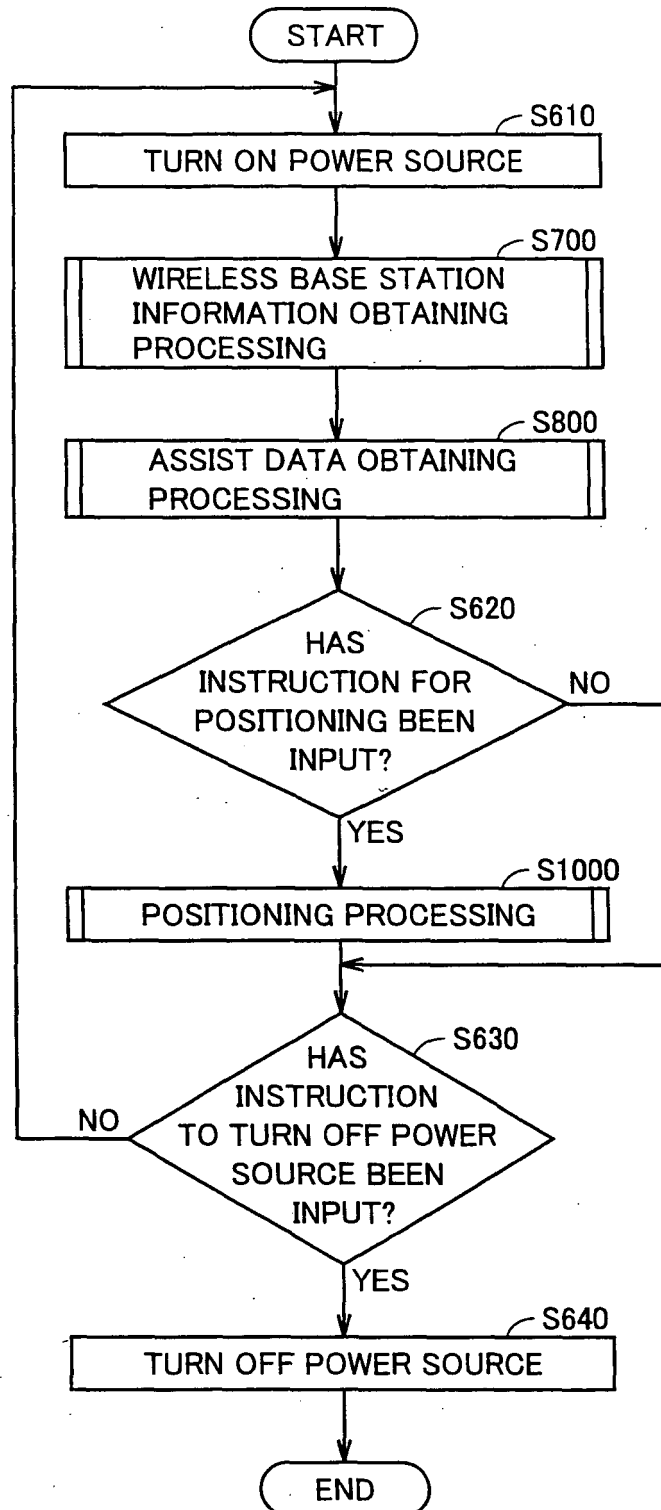 START
S610
TURN ON POWER SOURCE
S700
WIRELESS BASE STATION
INFORMATION OBTAINING
PROCESSING
S800
ASSIST DATA OBTAINING
PROCESSING
S620
HAS
INSTRUCTION FOR
POSITIONING BEEN
INPUT?
NO
YES
S1000
POSITIONING PROCESSING
S630
HAS
INSTRUCTION
TO TURN OFF POWER
SOURCE BEEN
INPUT?
NO
YES
S640
TURN OFF POWER SOURCE
END